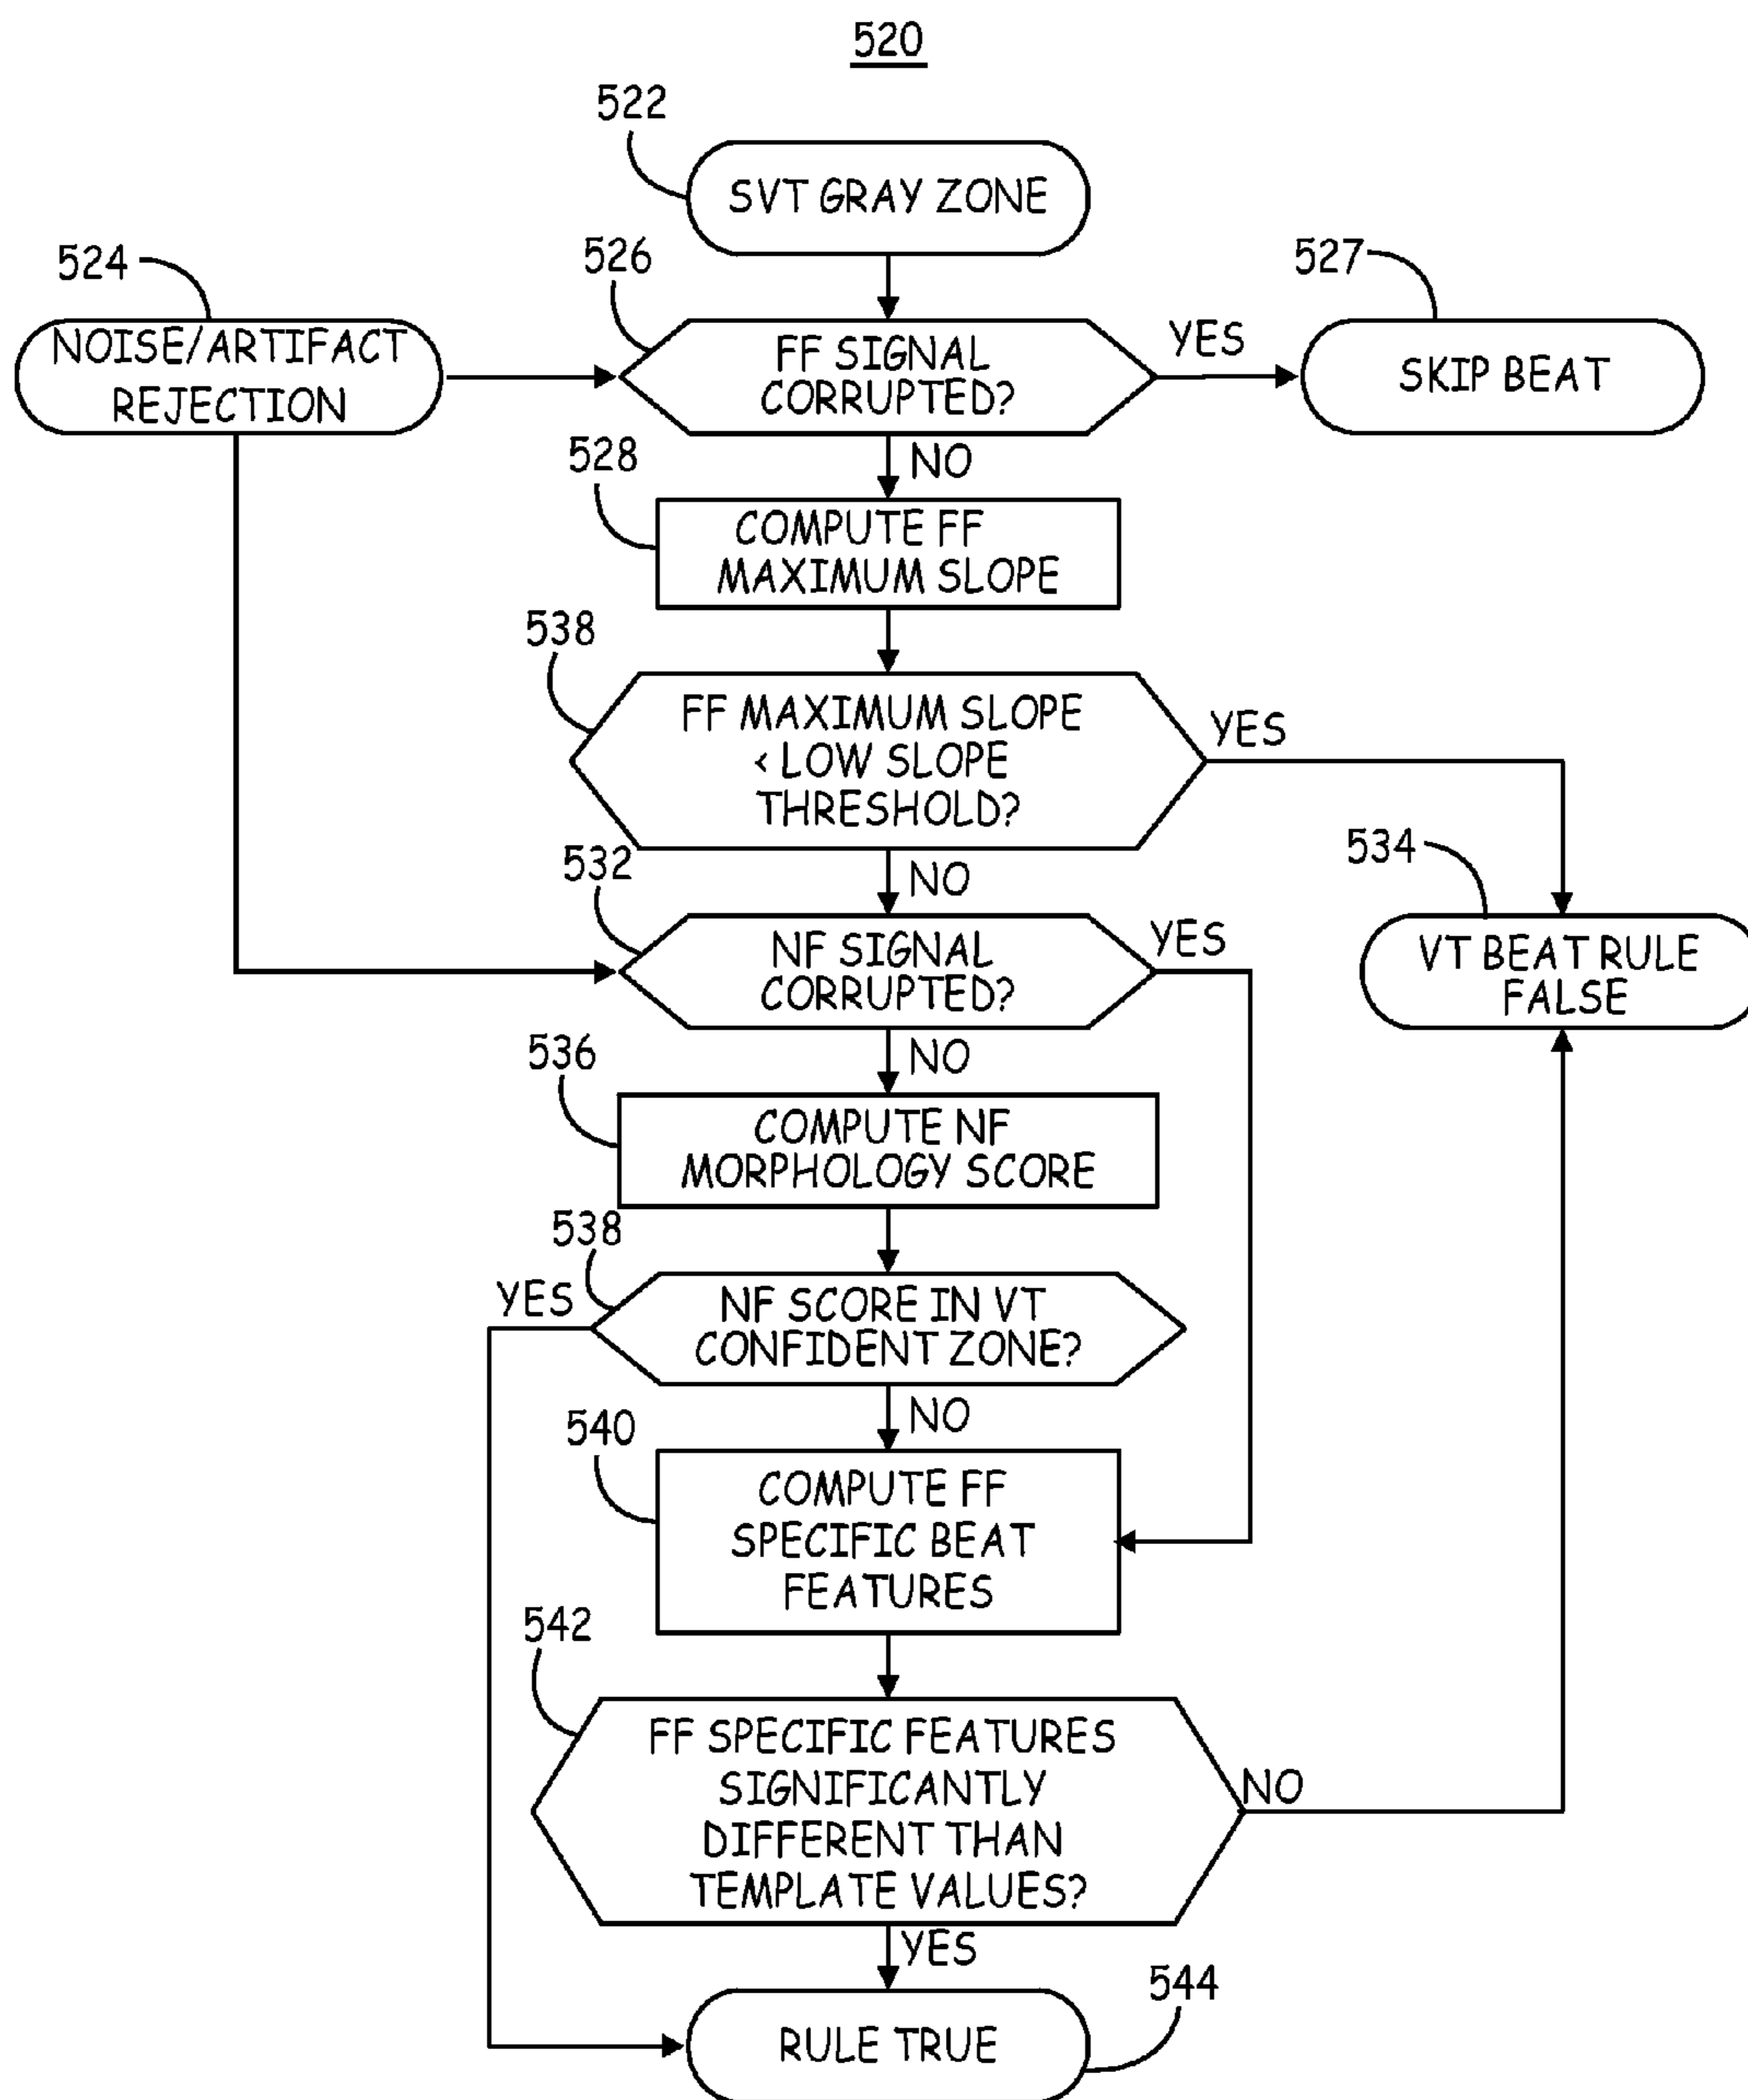 520
522
SVT GRAY ZONE
524
NOISE/ARTIFACT
REJECTION
526
FF SIGNAL
CORRUPTED?
YES
527
SKIP BEAT
NO
528
COMPUTE FF
MAXIMUM SLOPE
538
FF MAXIMUM SLOPE
< LOW SLOPE
THRESHOLD?
YES
NO
532
NF SIGNAL
CORRUPTED?
YES
534
VT BEAT RULE
FALSE
NO
536
COMPUTE NF
MORPHOLOGY SCORE
538
YES
NF SCORE IN VT
CONFIDENT ZONE?
NO
540
COMPUTE FF
SPECIFIC BEAT
FEATURES
542
FF SPECIFIC FEATURES
SIGNIFICANTLY
DIFFERENT THAN
TEMPLATE VALUES?
NO
YES
544
RULE TRUE